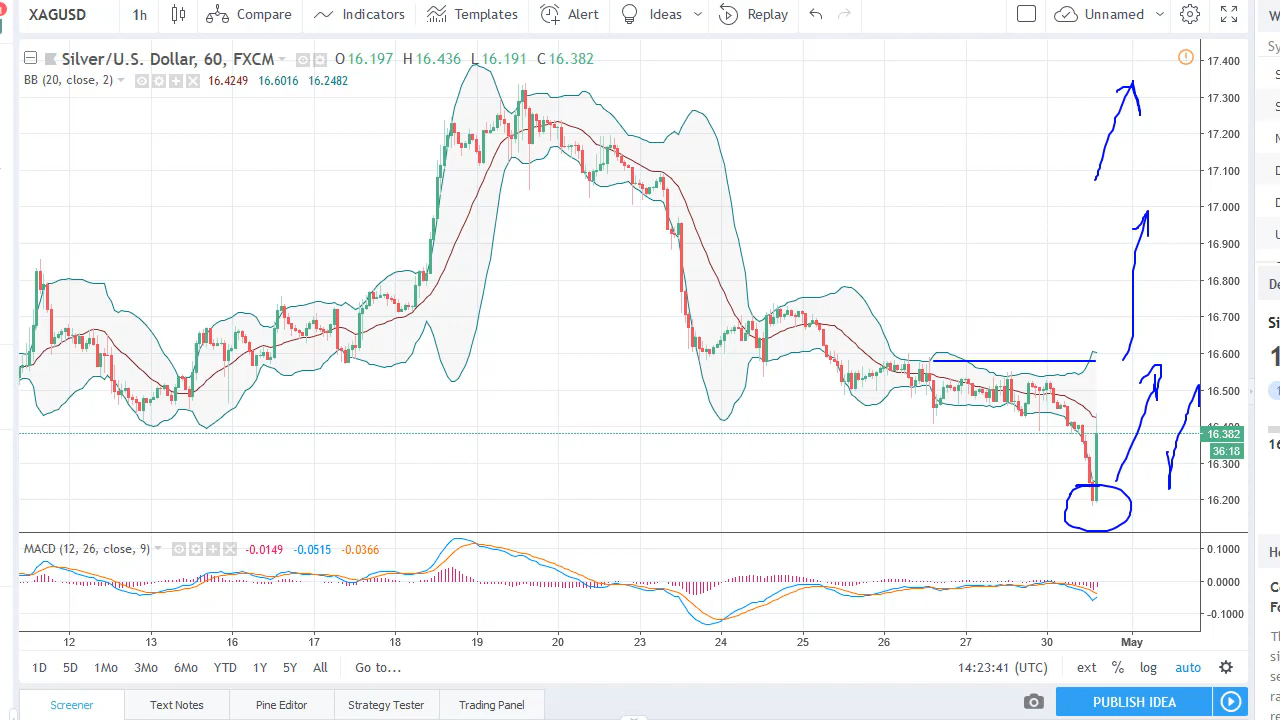 XAGUSD 1h Compare Indicators Templates Alert Ideas Replay Unnamed
Silver/U.S. Dollar, 60, FXCM O 16.197 H 16.436 L 16.191 C 16.382
BB (20, close, 2) 16.4249 16.6016 16.2482
17.400
17.300
17.200
17.100
17.000
16.900
16.800
16.700
16.600
16.500
16.400
16.382
36:18
16.300
16.200
MACD (12, 26, close, 9) -0.0149 -0.0515 -0.0366
0.1000
0.0000
-0.1000
12 13 16 17 18 19 20 23 24 25 26 27 30 May
1D 5D 1Mo 3Mo 6Mo YTD 1Y 5Y All Go to... 14:23:41 (UTC) ext % log auto
Screener Text Notes Pine Editor Strategy Tester Trading Panel PUBLISH IDEA